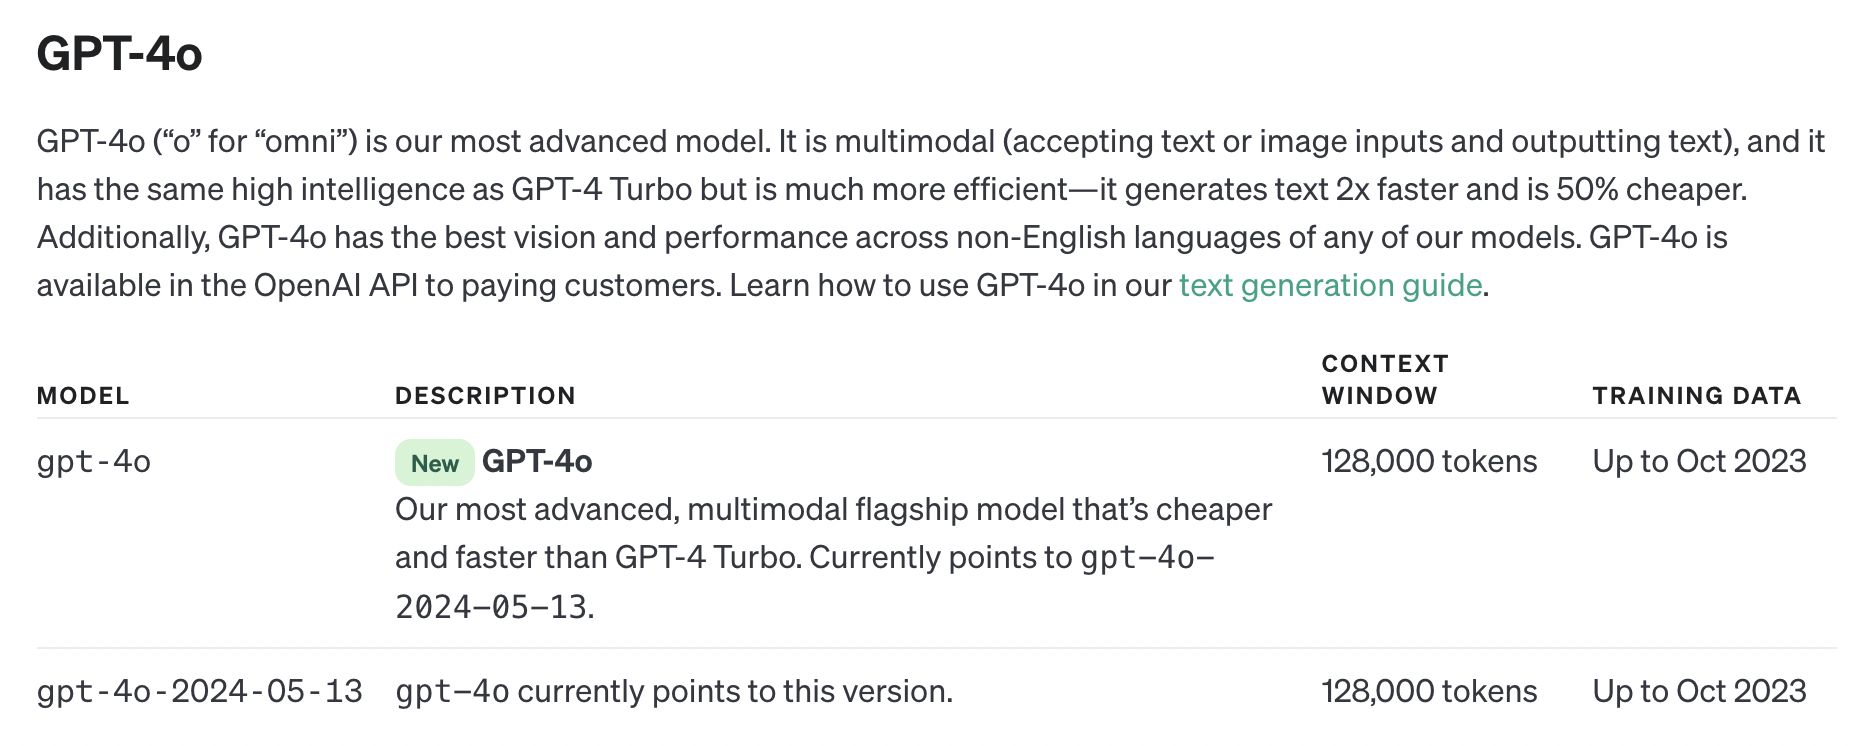 GPT-4o
GPT-4o (“o” for “omni”) is our most advanced model. It is multimodal (accepting text or image inputs and outputting text), and it
has the same high intelligence as GPT-4 Turbo but is much more efficient—it generates text 2x faster and is 50% cheaper.
Additionally, GPT-4o has the best vision and performance across non-English languages of any of our models. GPT-4o is
available in the OpenAI API to paying customers. Learn how to use GPT-4o in our text generation guide.
MODEL DESCRIPTION CONTEXT WINDOW TRAINING DATA
gpt-4o New GPT-4o 128,000 tokens Up to Oct 2023
Our most advanced, multimodal flagship model that’s cheaper
and faster than GPT-4 Turbo. Currently points to gpt-4o-
2024-05-13.
gpt-4o-2024-05-13 gpt-4o currently points to this version. 128,000 tokens Up to Oct 2023